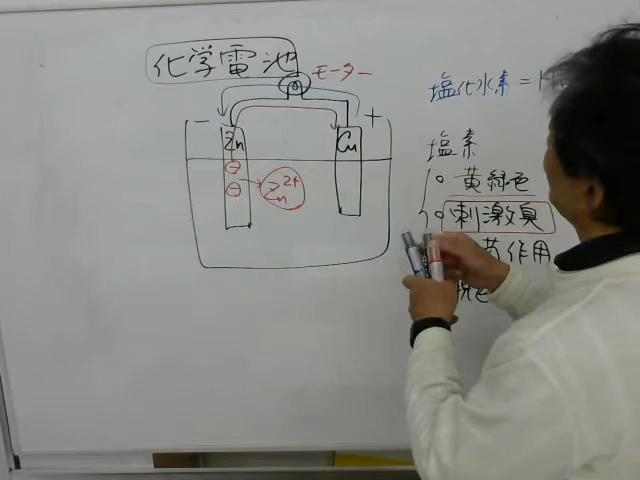 化学電池
モーター
− +
Zn Cu
⊖
⊖ Zn²⁺
塩化水素 = H
塩素
黄緑色
刺激臭
作用